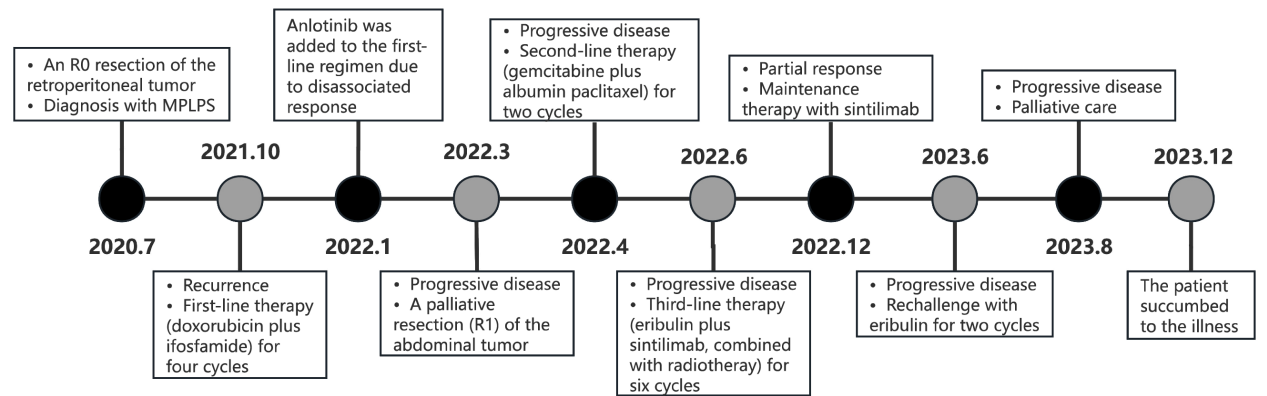 • An R0 resection of the
retroperitoneal tumor
• Diagnosis with MPLPS
2020.7
2021.10
• Recurrence
• First-line therapy
(doxorubicin plus
ifosfamide) for
four cycles
Anlotinib was
added to the first-
line regimen due
to disassociated
response
2022.1
2022.3
• Progressive disease
• A palliative
resection (R1) of the
abdominal tumor
• Progressive disease
• Second-line therapy
(gemcitabine plus
albumin paclitaxel) for
two cycles
2022.4
2022.6
• Progressive disease
• Third-line therapy
(eribulin plus
sintilimab, combined
with radiotheray) for
six cycles
• Partial response
• Maintenance
therapy with sintilimab
2022.12
2023.6
• Progressive disease
• Rechallenge with
eribulin for two cycles
• Progressive disease
• Palliative care
2023.8
2023.12
The patient
succumbed
to the illness